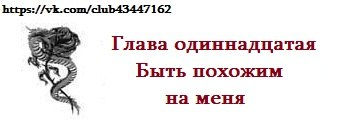 https://vk.com/club43447162
Глава одиннадцатая
Быть похожим
на меня